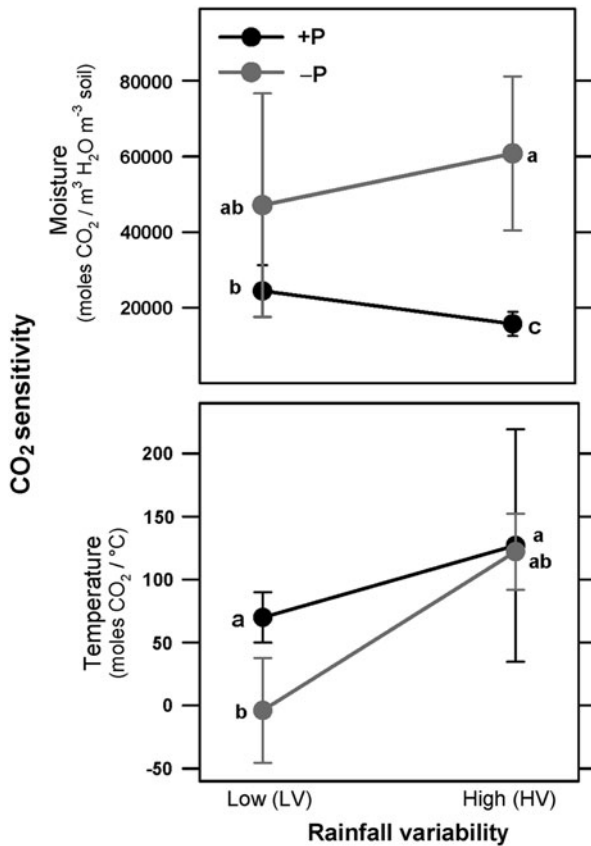 +P
–P
CO₂ sensitivity
Moisture
(moles CO₂ / m³ H₂O m⁻³ soil)
80000
60000
40000
20000
ab
a
b
c
Temperature
(moles CO₂ / °C)
200
150
100
50
0
-50
a
b
a
ab
Low (LV)
High (HV)
Rainfall variability